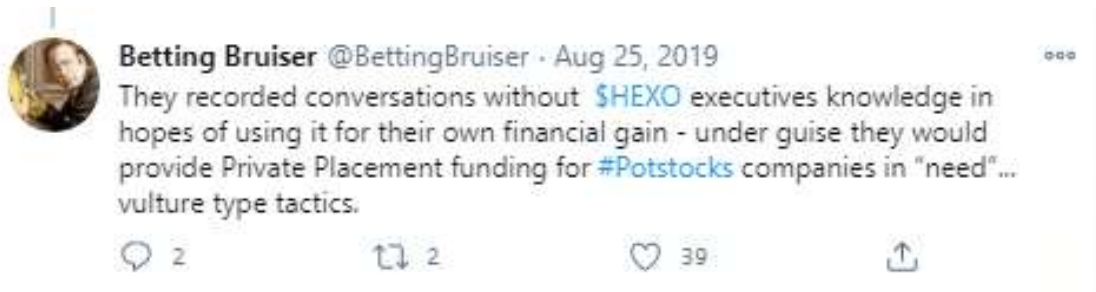 Betting Bruiser @BettingBruiser · Aug 25, 2019
They recorded conversations without $HEXO executives knowledge in
hopes of using it for their own financial gain - under guise they would
provide Private Placement funding for #Potstocks companies in "need"...
vulture type tactics.
2 2 39